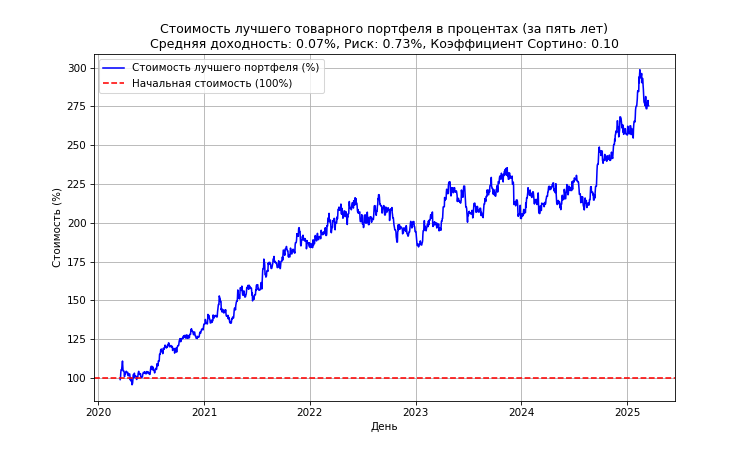 Стоимость лучшего товарного портфеля в процентах (за пять лет)
Средняя доходность: 0.07%, Риск: 0.73%, Коэффициент Сортино: 0.10
Стоимость лучшего портфеля (%)
Начальная стоимость (100%)
Стоимость (%)
300
275
250
225
200
175
150
125
100
2020
2021
2022
2023
2024
2025
День